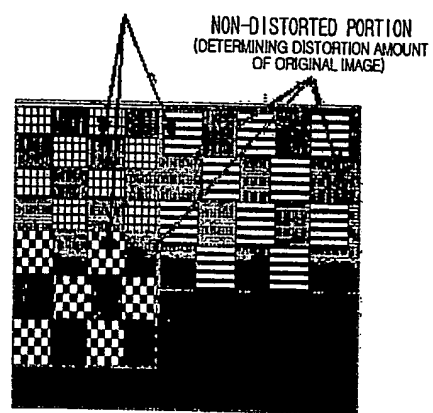 NON-DISTORTED PORTION
(DETERMINING DISTORTION AMOUNT
OF ORIGINAL IMAGE)